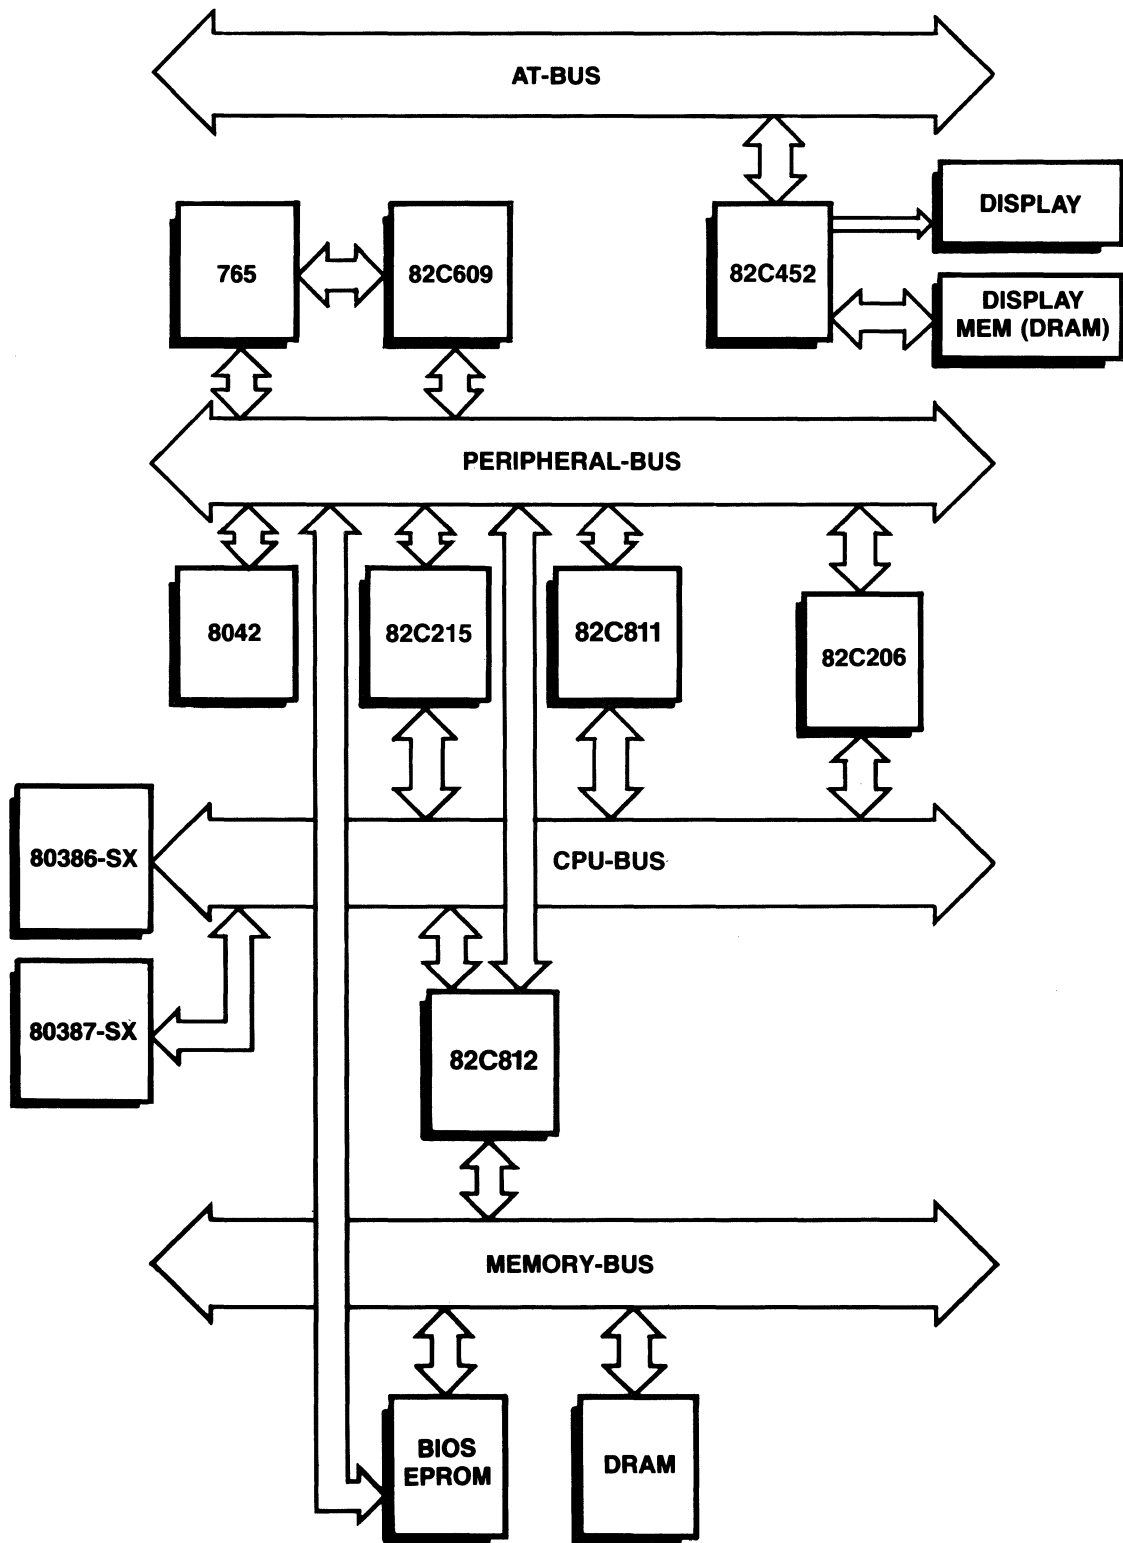 AT-BUS
DISPLAY
765
82C609
82C452
DISPLAY
MEM (DRAM)
PERIPHERAL-BUS
8042
82C215
82C811
82C206
80386-SX
CPU-BUS
80387-SX
82C812
MEMORY-BUS
BIOS
EPROM
DRAM